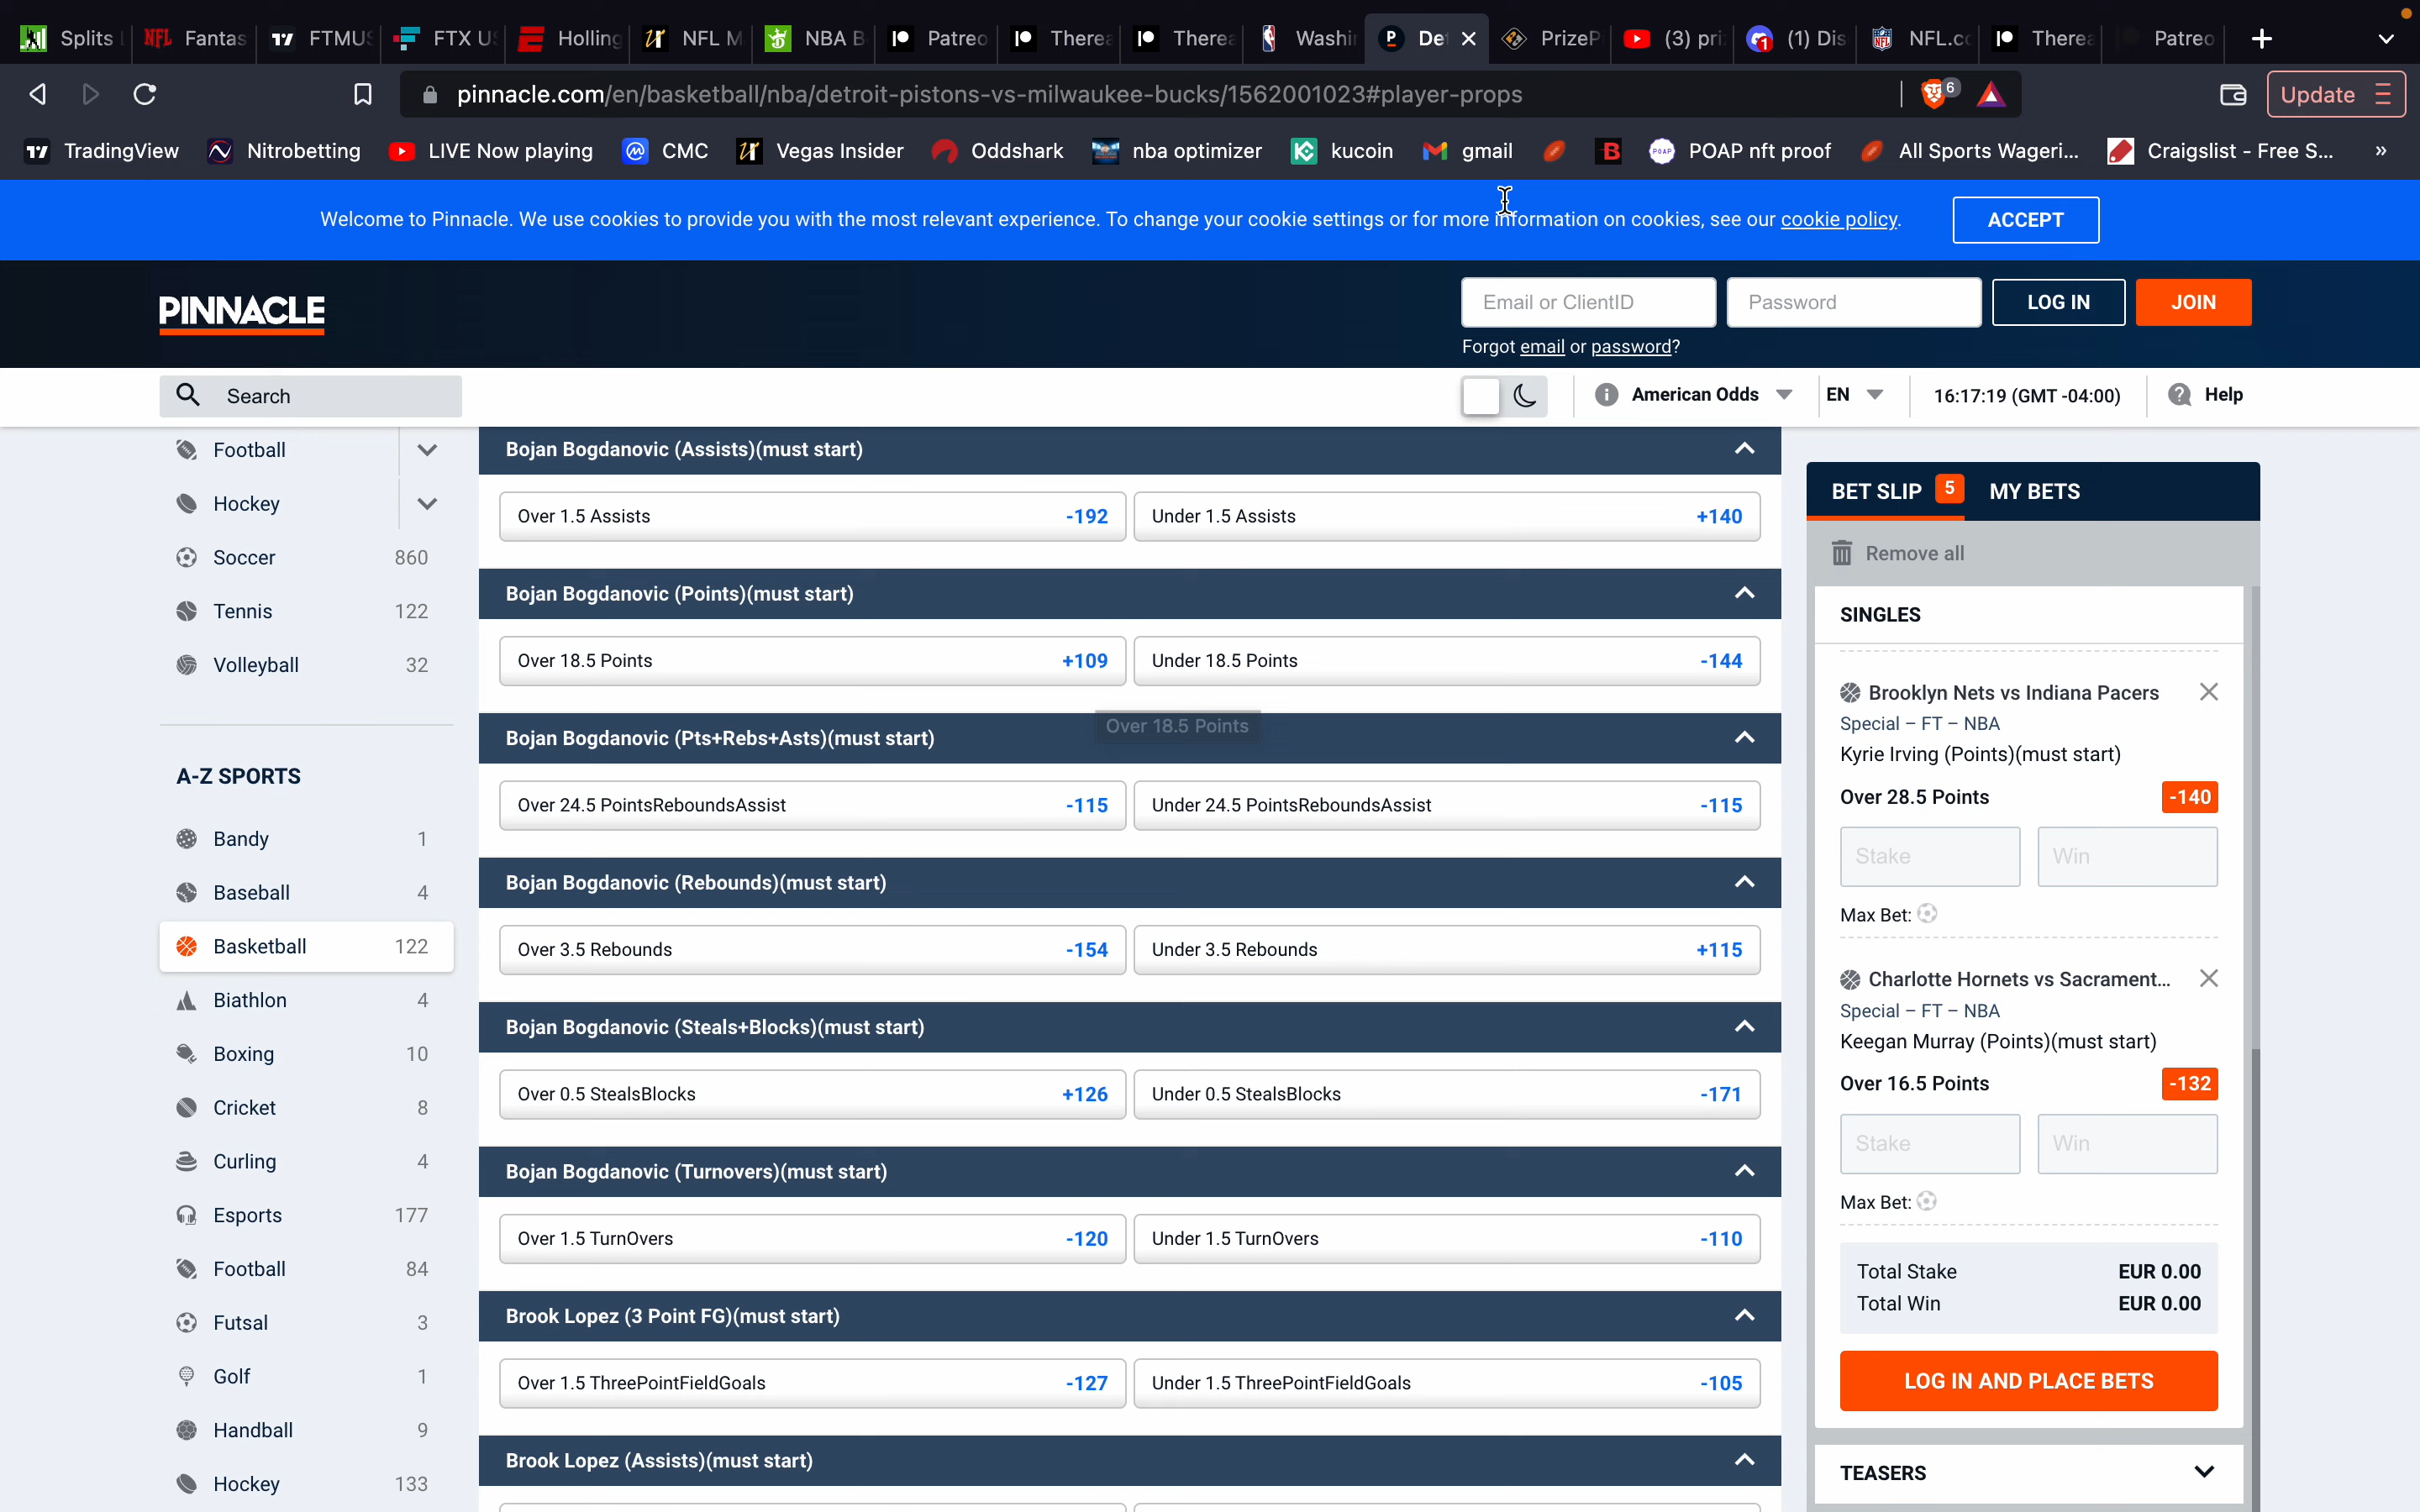 Splits
NFL Fantas
FTMUS
FTX U
Holling
NFL M
NBA B
Patreo
Therea
Therea
Washi
De
PrizeP
(3) pri
(1) Dis
NFL.c
Therea
Patreo
pinnacle.com/en/basketball/nba/detroit-pistons-vs-milwaukee-bucks/1562001023#player-props
6
Update
TradingView
Nitrobetting
LIVE Now playing
CMC
Vegas Insider
Oddshark
nba optimizer
kucoin
gmail
B
POAP nft proof
All Sports Wageri...
Craigslist - Free S...
»
Welcome to Pinnacle. We use cookies to provide you with the most relevant experience. To change your cookie settings or for more information on cookies, see our cookie policy.
ACCEPT
PINNACLE
Email or ClientID
Password
LOG IN
JOIN
Forgot email or password?
Search
American Odds
EN
16:17:19 (GMT -04:00)
Help
Football
Hockey
Soccer 860
Tennis 122
Volleyball 32
A-Z SPORTS
Bandy 1
Baseball 4
Basketball 122
Biathlon 4
Boxing 10
Cricket 8
Curling 4
Esports 177
Football 84
Futsal 3
Golf 1
Handball 9
Hockey 133
Bojan Bogdanovic (Assists)(must start)
Over 1.5 Assists -192 Under 1.5 Assists +140
Bojan Bogdanovic (Points)(must start)
Over 18.5 Points +109 Under 18.5 Points -144
Over 18.5 Points
Bojan Bogdanovic (Pts+Rebs+Asts)(must start)
Over 24.5 PointsReboundsAssist -115 Under 24.5 PointsReboundsAssist -115
Bojan Bogdanovic (Rebounds)(must start)
Over 3.5 Rebounds -154 Under 3.5 Rebounds +115
Bojan Bogdanovic (Steals+Blocks)(must start)
Over 0.5 StealsBlocks +126 Under 0.5 StealsBlocks -171
Bojan Bogdanovic (Turnovers)(must start)
Over 1.5 TurnOvers -120 Under 1.5 TurnOvers -110
Brook Lopez (3 Point FG)(must start)
Over 1.5 ThreePointFieldGoals -127 Under 1.5 ThreePointFieldGoals -105
Brook Lopez (Assists)(must start)
BET SLIP 5 MY BETS
Remove all
SINGLES
Brooklyn Nets vs Indiana Pacers
Special – FT – NBA
Kyrie Irving (Points)(must start)
Over 28.5 Points -140
Stake Win
Max Bet:
Charlotte Hornets vs Sacrament...
Special – FT – NBA
Keegan Murray (Points)(must start)
Over 16.5 Points -132
Stake Win
Max Bet:
Total Stake EUR 0.00
Total Win EUR 0.00
LOG IN AND PLACE BETS
TEASERS